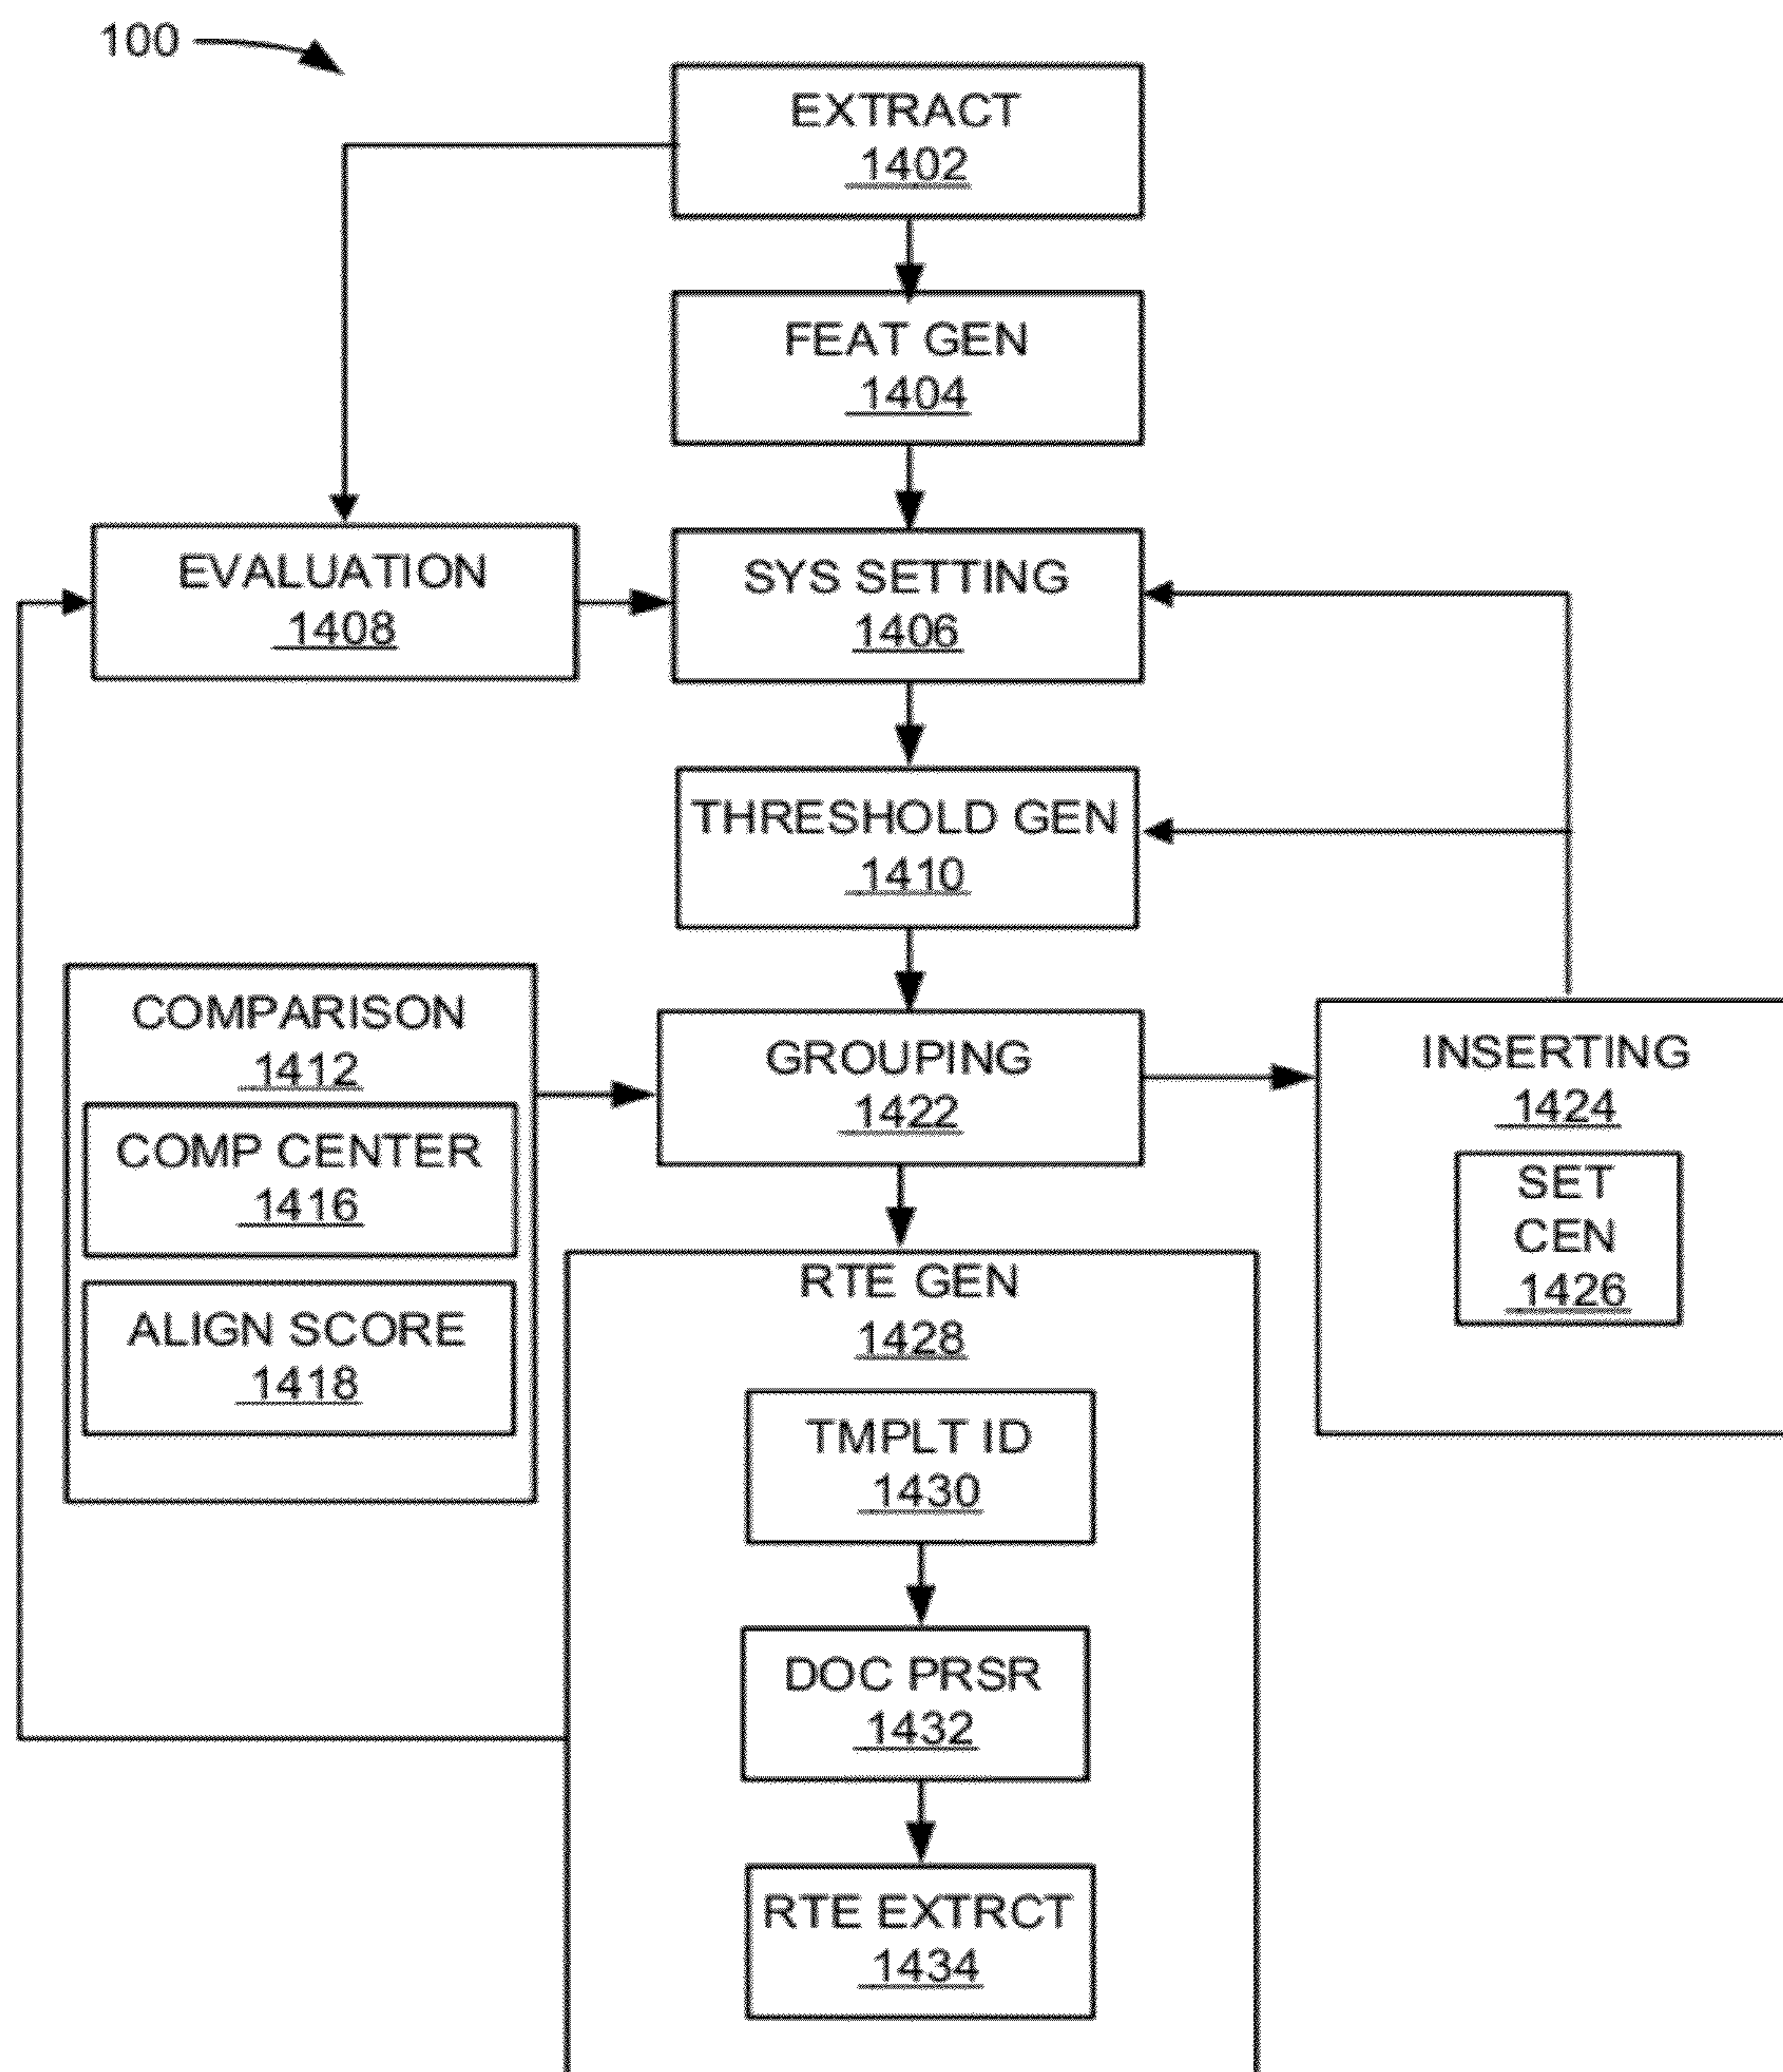 100
EXTRACT
1402
FEAT GEN
1404
EVALUATION
1408
SYS SETTING
1406
THRESHOLD GEN
1410
COMPARISON
1412
COMP CENTER
1416
ALIGN SCORE
1418
GROUPING
1422
INSERTING
1424
SET
CEN
1426
RTE GEN
1428
TMPLT ID
1430
DOC PRSR
1432
RTE EXTRCT
1434